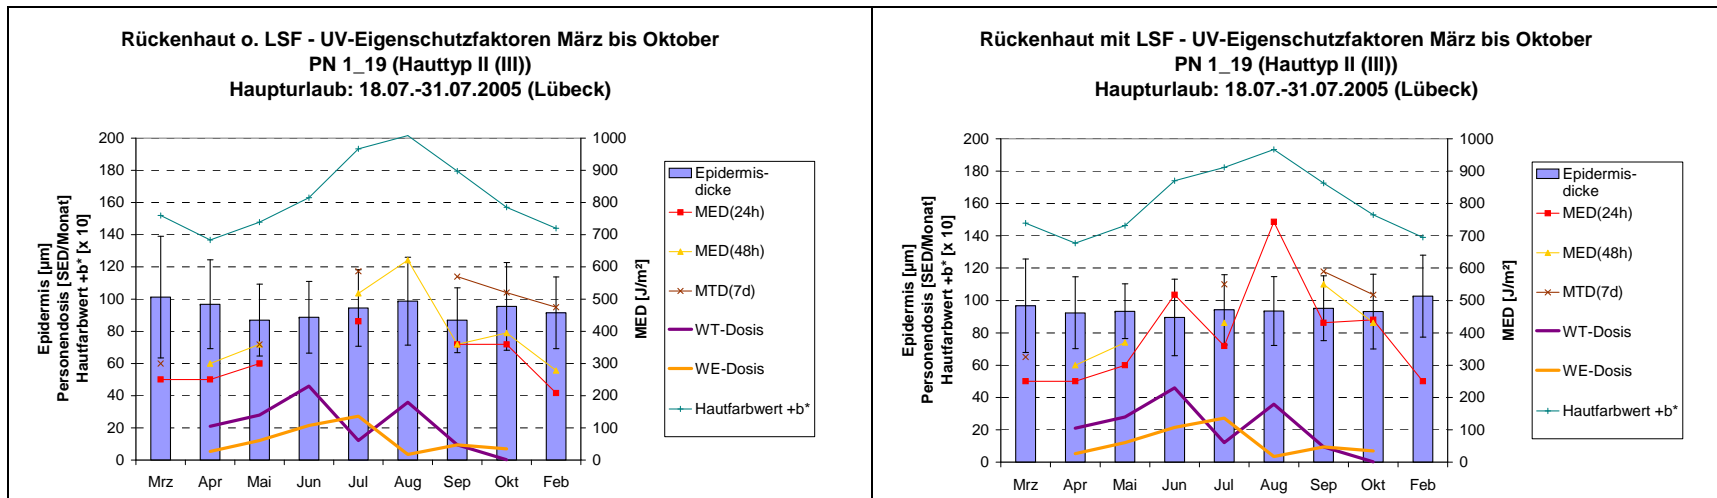 Rückenhaut o. LSF - UV-Eigenschutzfaktoren März bis Oktober
PN 1_19 (Hauttyp II (III))
Haupturlaub: 18.07.-31.07.2005 (Lübeck)
Epidermis [µm]
Personendosis [SED/Monat]
Hautfarbwert +b* [x 10]
200
180
160
140
120
100
80
60
40
20
0
1000
900
800
700
600
500
400
300
200
100
0
MED [J/m²]
Mrz Apr Mai Jun Jul Aug Sep Okt Feb
Epidermis-
dicke
MED(24h)
MED(48h)
MTD(7d)
WT-Dosis
WE-Dosis
Hautfarbwert +b*
Rückenhaut mit LSF - UV-Eigenschutzfaktoren März bis Oktober
PN 1_19 (Hauttyp II (III))
Haupturlaub: 18.07.-31.07.2005 (Lübeck)
Epidermis [µm]
Personendosis [SED/Monat]
Hautfarbwert +b* [x 10]
200
180
160
140
120
100
80
60
40
20
0
1000
900
800
700
600
500
400
300
200
100
0
MED [J/m²]
Mrz Apr Mai Jun Jul Aug Sep Okt Feb
Epidermis-
dicke
MED(24h)
MED(48h)
MTD(7d)
WT-Dosis
WE-Dosis
Hautfarbwert +b*